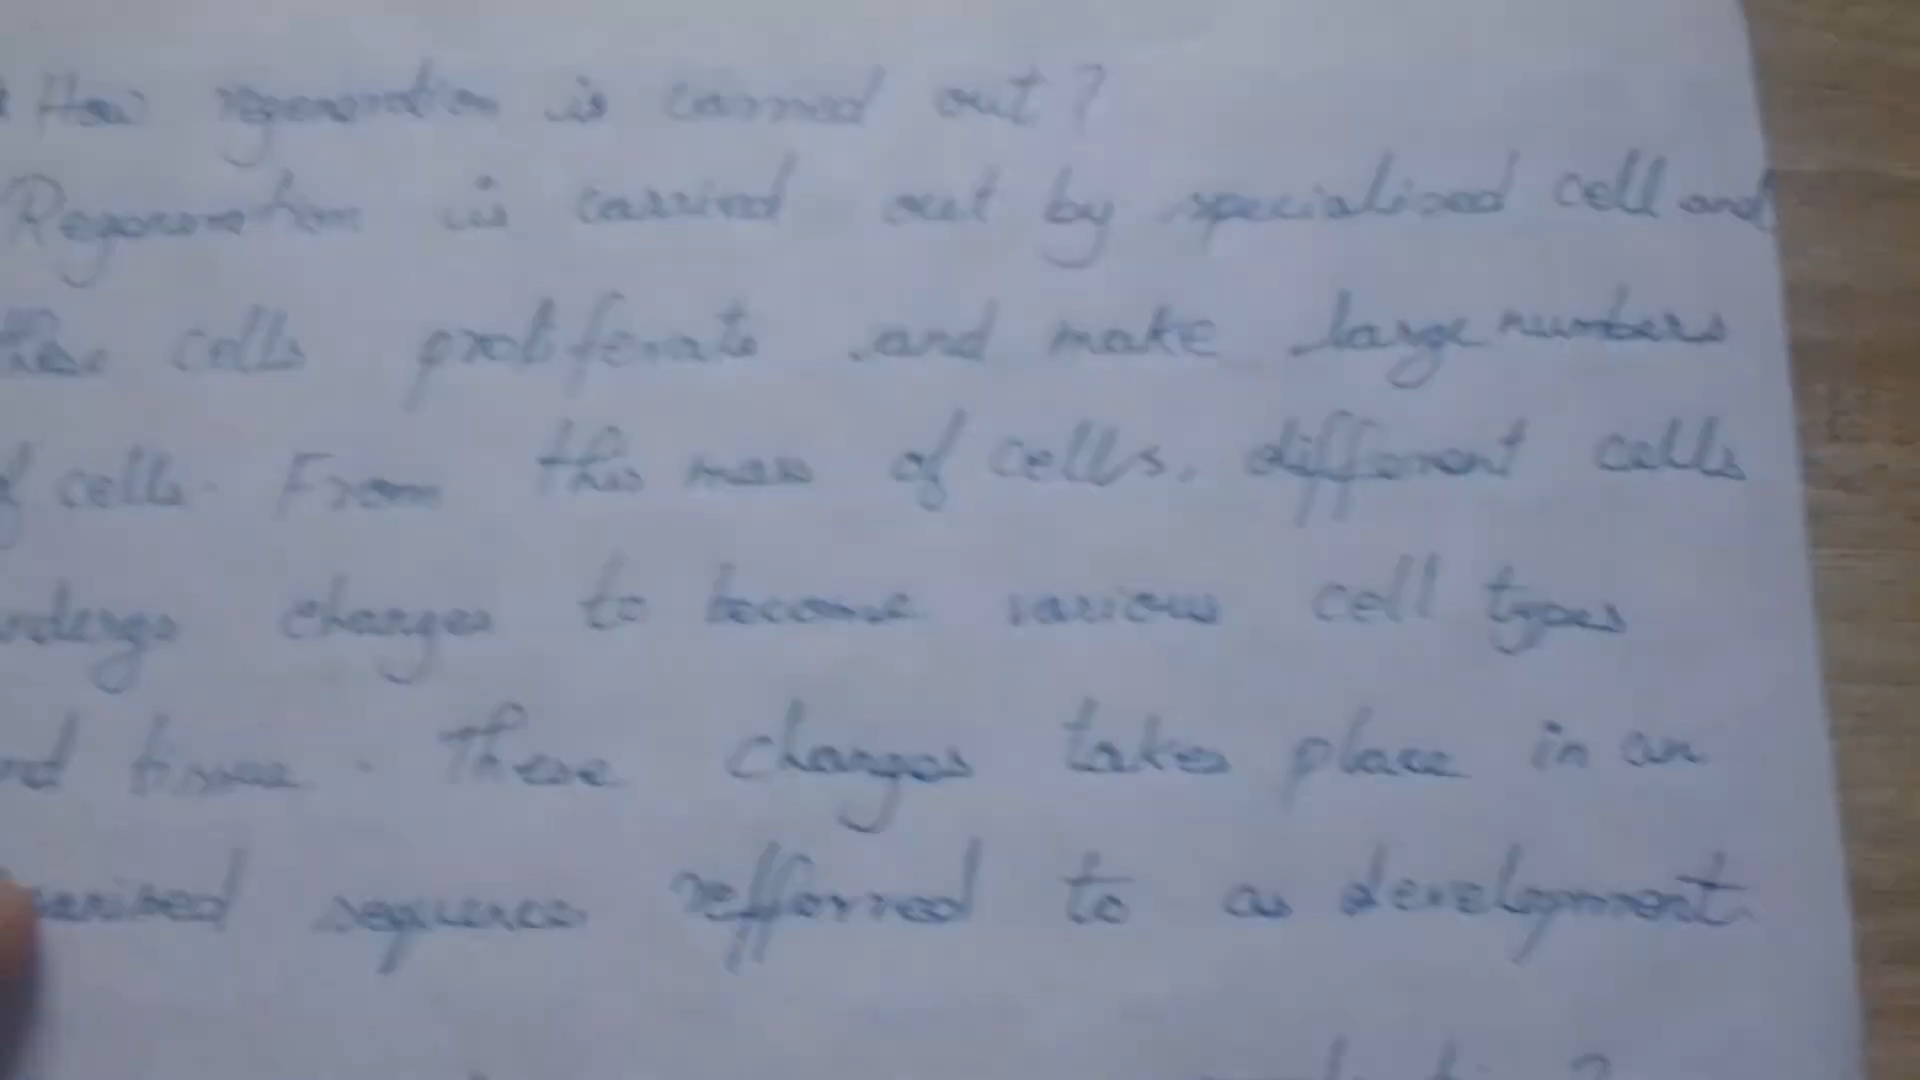 How regeneration is carried out?
Regeneration is carried out by specialised cell and
these cells proliferate and make large numbers
of cells. From this mass of cells, different cells
undergo changes to become various cell types
and tissue. These changes takes place in an
sequence refferred to as development